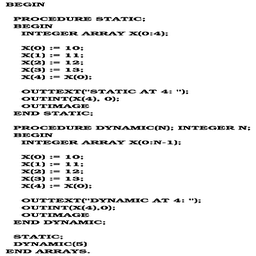 BEGIN
PROCEDURE STATIC;
BEGIN
INTEGER ARRAY X(0:4);
X(0) := 10;
X(1) := 11;
X(2) := 12;
X(3) := 13;
X(4) := X(0);
OUTTEXT("STATIC AT 4: ");
OUTINT(X(4), 0);
OUTIMAGE
END STATIC;
PROCEDURE DYNAMIC(N); INTEGER N;
BEGIN
INTEGER ARRAY X(0:N-1);
X(0) := 10;
X(1) := 11;
X(2) := 12;
X(3) := 13;
X(4) := X(0);
OUTTEXT("DYNAMIC AT 4: ");
OUTINT(X(4),0);
OUTIMAGE
END DYNAMIC;
STATIC;
DYNAMIC(5)
END ARRAYS.